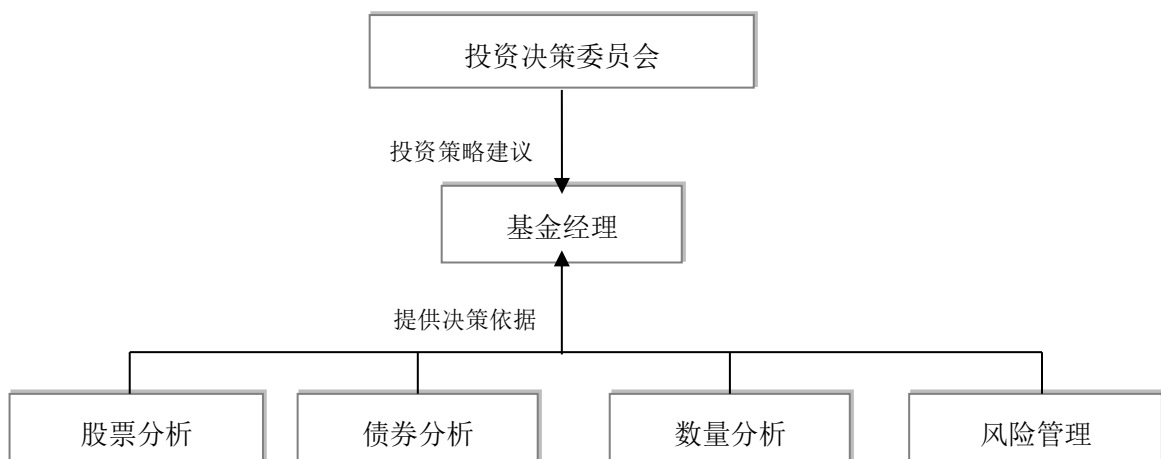 投资决策委员会
投资策略建议
基金经理
提供决策依据
股票分析
债券分析
数量分析
风险管理